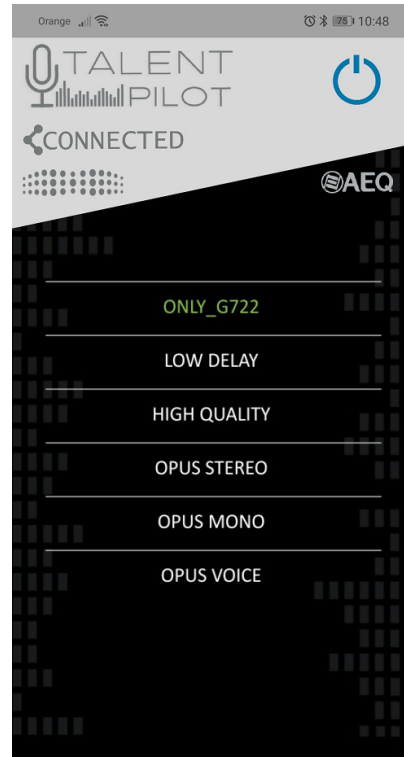 Orange 75 10:48
TALENT
PILOT
CONNECTED
AEQ
ONLY_G722
LOW DELAY
HIGH QUALITY
OPUS STEREO
OPUS MONO
OPUS VOICE